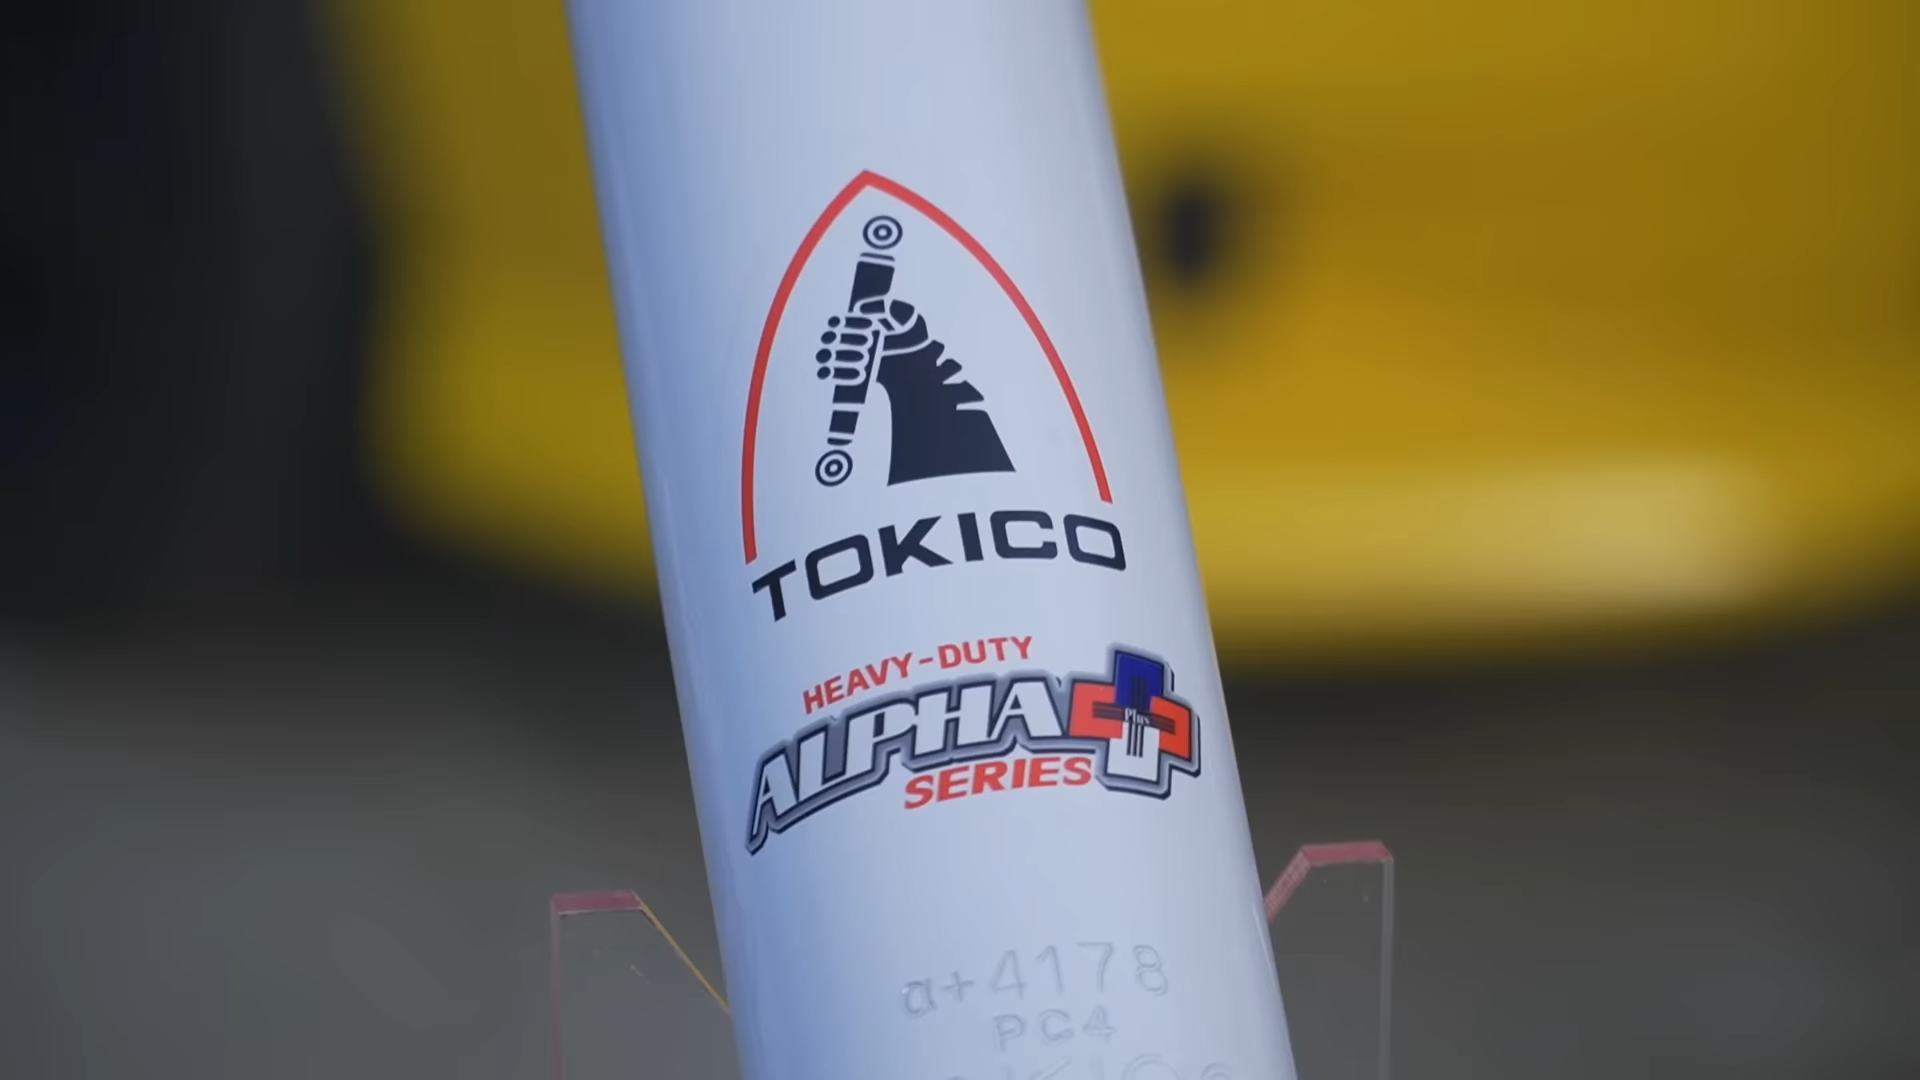 TOKICO
HEAVY-DUTY
ALPHA Plus
SERIES
a+4178
PC4